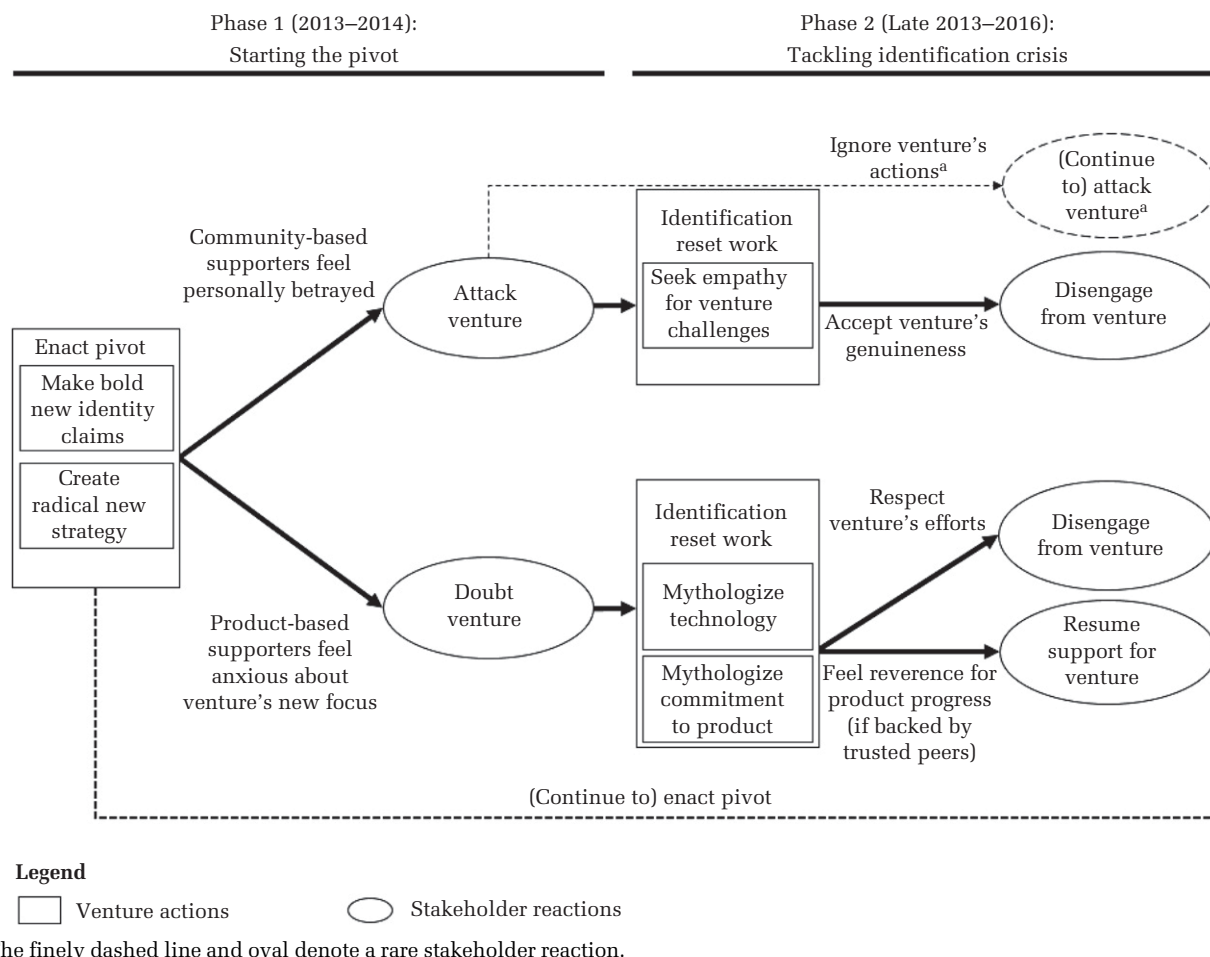 Phase 1 (2013–2014):
Starting the pivot
Phase 2 (Late 2013–2016):
Tackling identification crisis
Enact pivot
Make bold
new identity
claims
Create
radical new
strategy
Community-based
supporters feel
personally betrayed
Attack
venture
Ignore venture’s
actionsᵃ
(Continue
to) attack
ventureᵃ
Identification
reset work
Seek empathy
for venture
challenges
Accept venture’s
genuineness
Disengage
from venture
Product-based
supporters feel
anxious about
venture’s new focus
Doubt
venture
Identification
reset work
Mythologize
technology
Mythologize
commitment
to product
Respect
venture’s efforts
Disengage
from venture
Feel reverence for
product progress
(if backed by
trusted peers)
Resume
support for
venture
(Continue to) enact pivot
Legend
Venture actions
Stakeholder reactions
he finely dashed line and oval denote a rare stakeholder reaction.